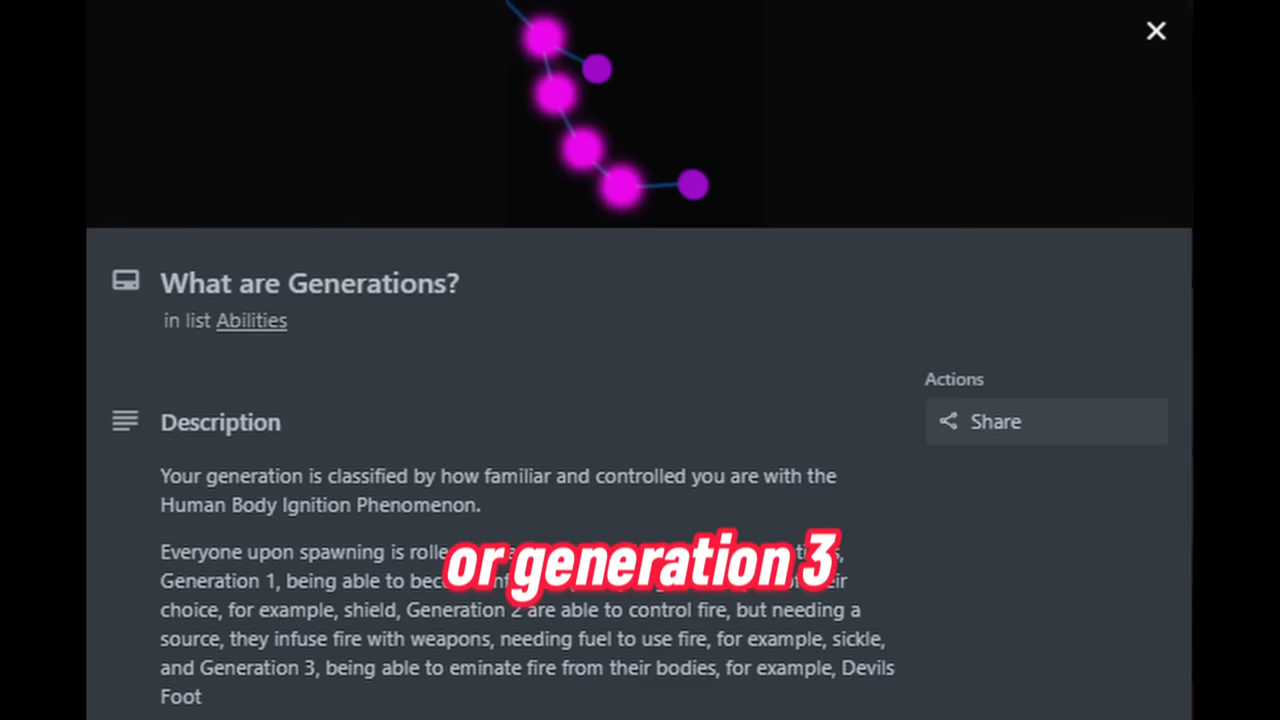 What are Generations?
in list Abilities
Actions
Share
Description
Your generation is classified by how familiar and controlled you are with the
Human Body Ignition Phenomenon.
Everyone upon spawning is
or generation 3
Generation 1, being able to
choice, for example, shield, Generation 2 are able to control fire, but needing a
source, they infuse fire with weapons, needing fuel to use fire, for example, sickle,
and Generation 3, being able to eminate fire from their bodies, for example, Devils
Foot